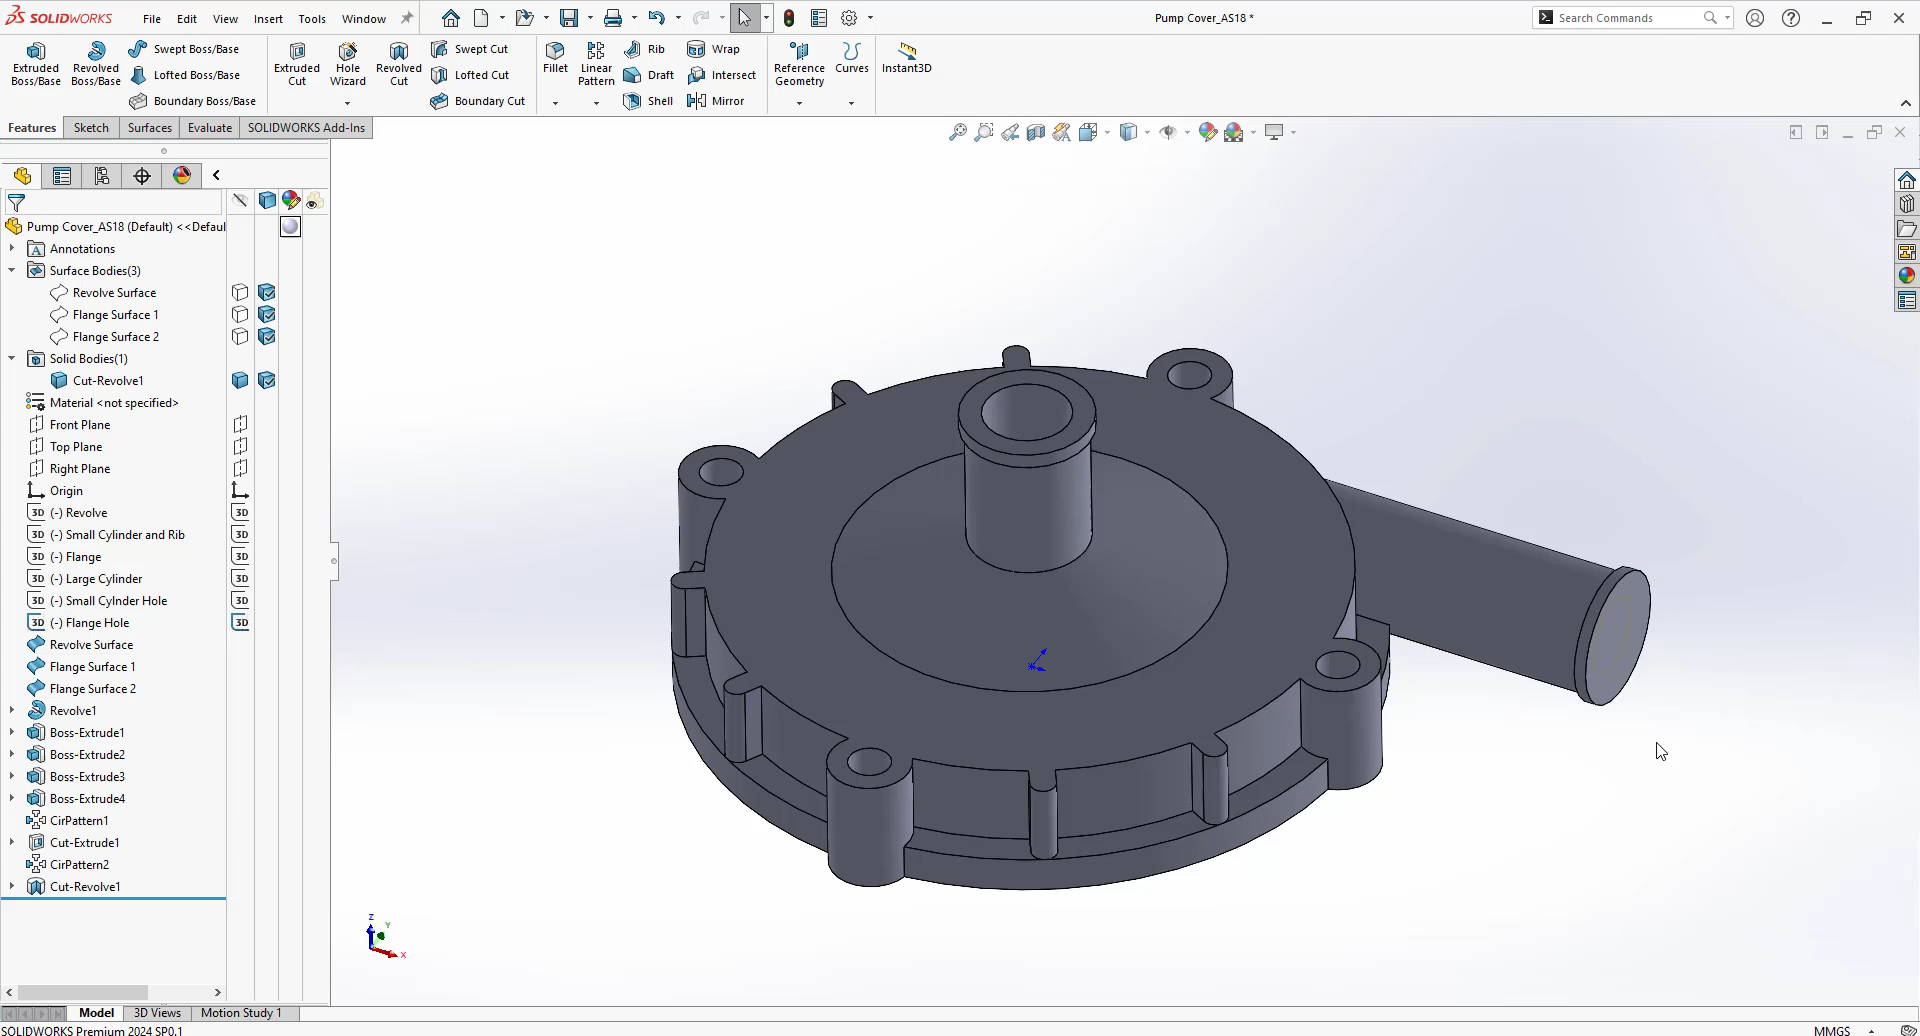 SOLIDWORKS File Edit View Insert Tools Window Pump Cover_AS18 * Search Commands
Extruded Boss/Base
Revolved Boss/Base
Swept Boss/Base
Lofted Boss/Base
Boundary Boss/Base
Extruded Cut
Hole Wizard
Revolved Cut
Swept Cut
Lofted Cut
Boundary Cut
Fillet
Linear Pattern
Rib
Draft
Shell
Wrap
Intersect
Mirror
Reference Geometry
Curves
Instant3D
Features Sketch Surfaces Evaluate SOLIDWORKS Add-Ins
Pump Cover_AS18 (Default) <<Defaul
Annotations
Surface Bodies(3)
Revolve Surface
Flange Surface 1
Flange Surface 2
Solid Bodies(1)
Cut-Revolve1
Material <not specified>
Front Plane
Top Plane
Right Plane
Origin
3D (-) Revolve 3D
3D (-) Small Cylinder and Rib 3D
3D (-) Flange 3D
3D (-) Large Cylinder 3D
3D (-) Small Cylnder Hole 3D
3D (-) Flange Hole 3D
Revolve Surface
Flange Surface 1
Flange Surface 2
Revolve1
Boss-Extrude1
Boss-Extrude2
Boss-Extrude3
Boss-Extrude4
CirPattern1
Cut-Extrude1
CirPattern2
Cut-Revolve1
Z
Y
X
Model 3D Views Motion Study 1
SOLIDWORKS Premium 2024 SP0.1 MMGS